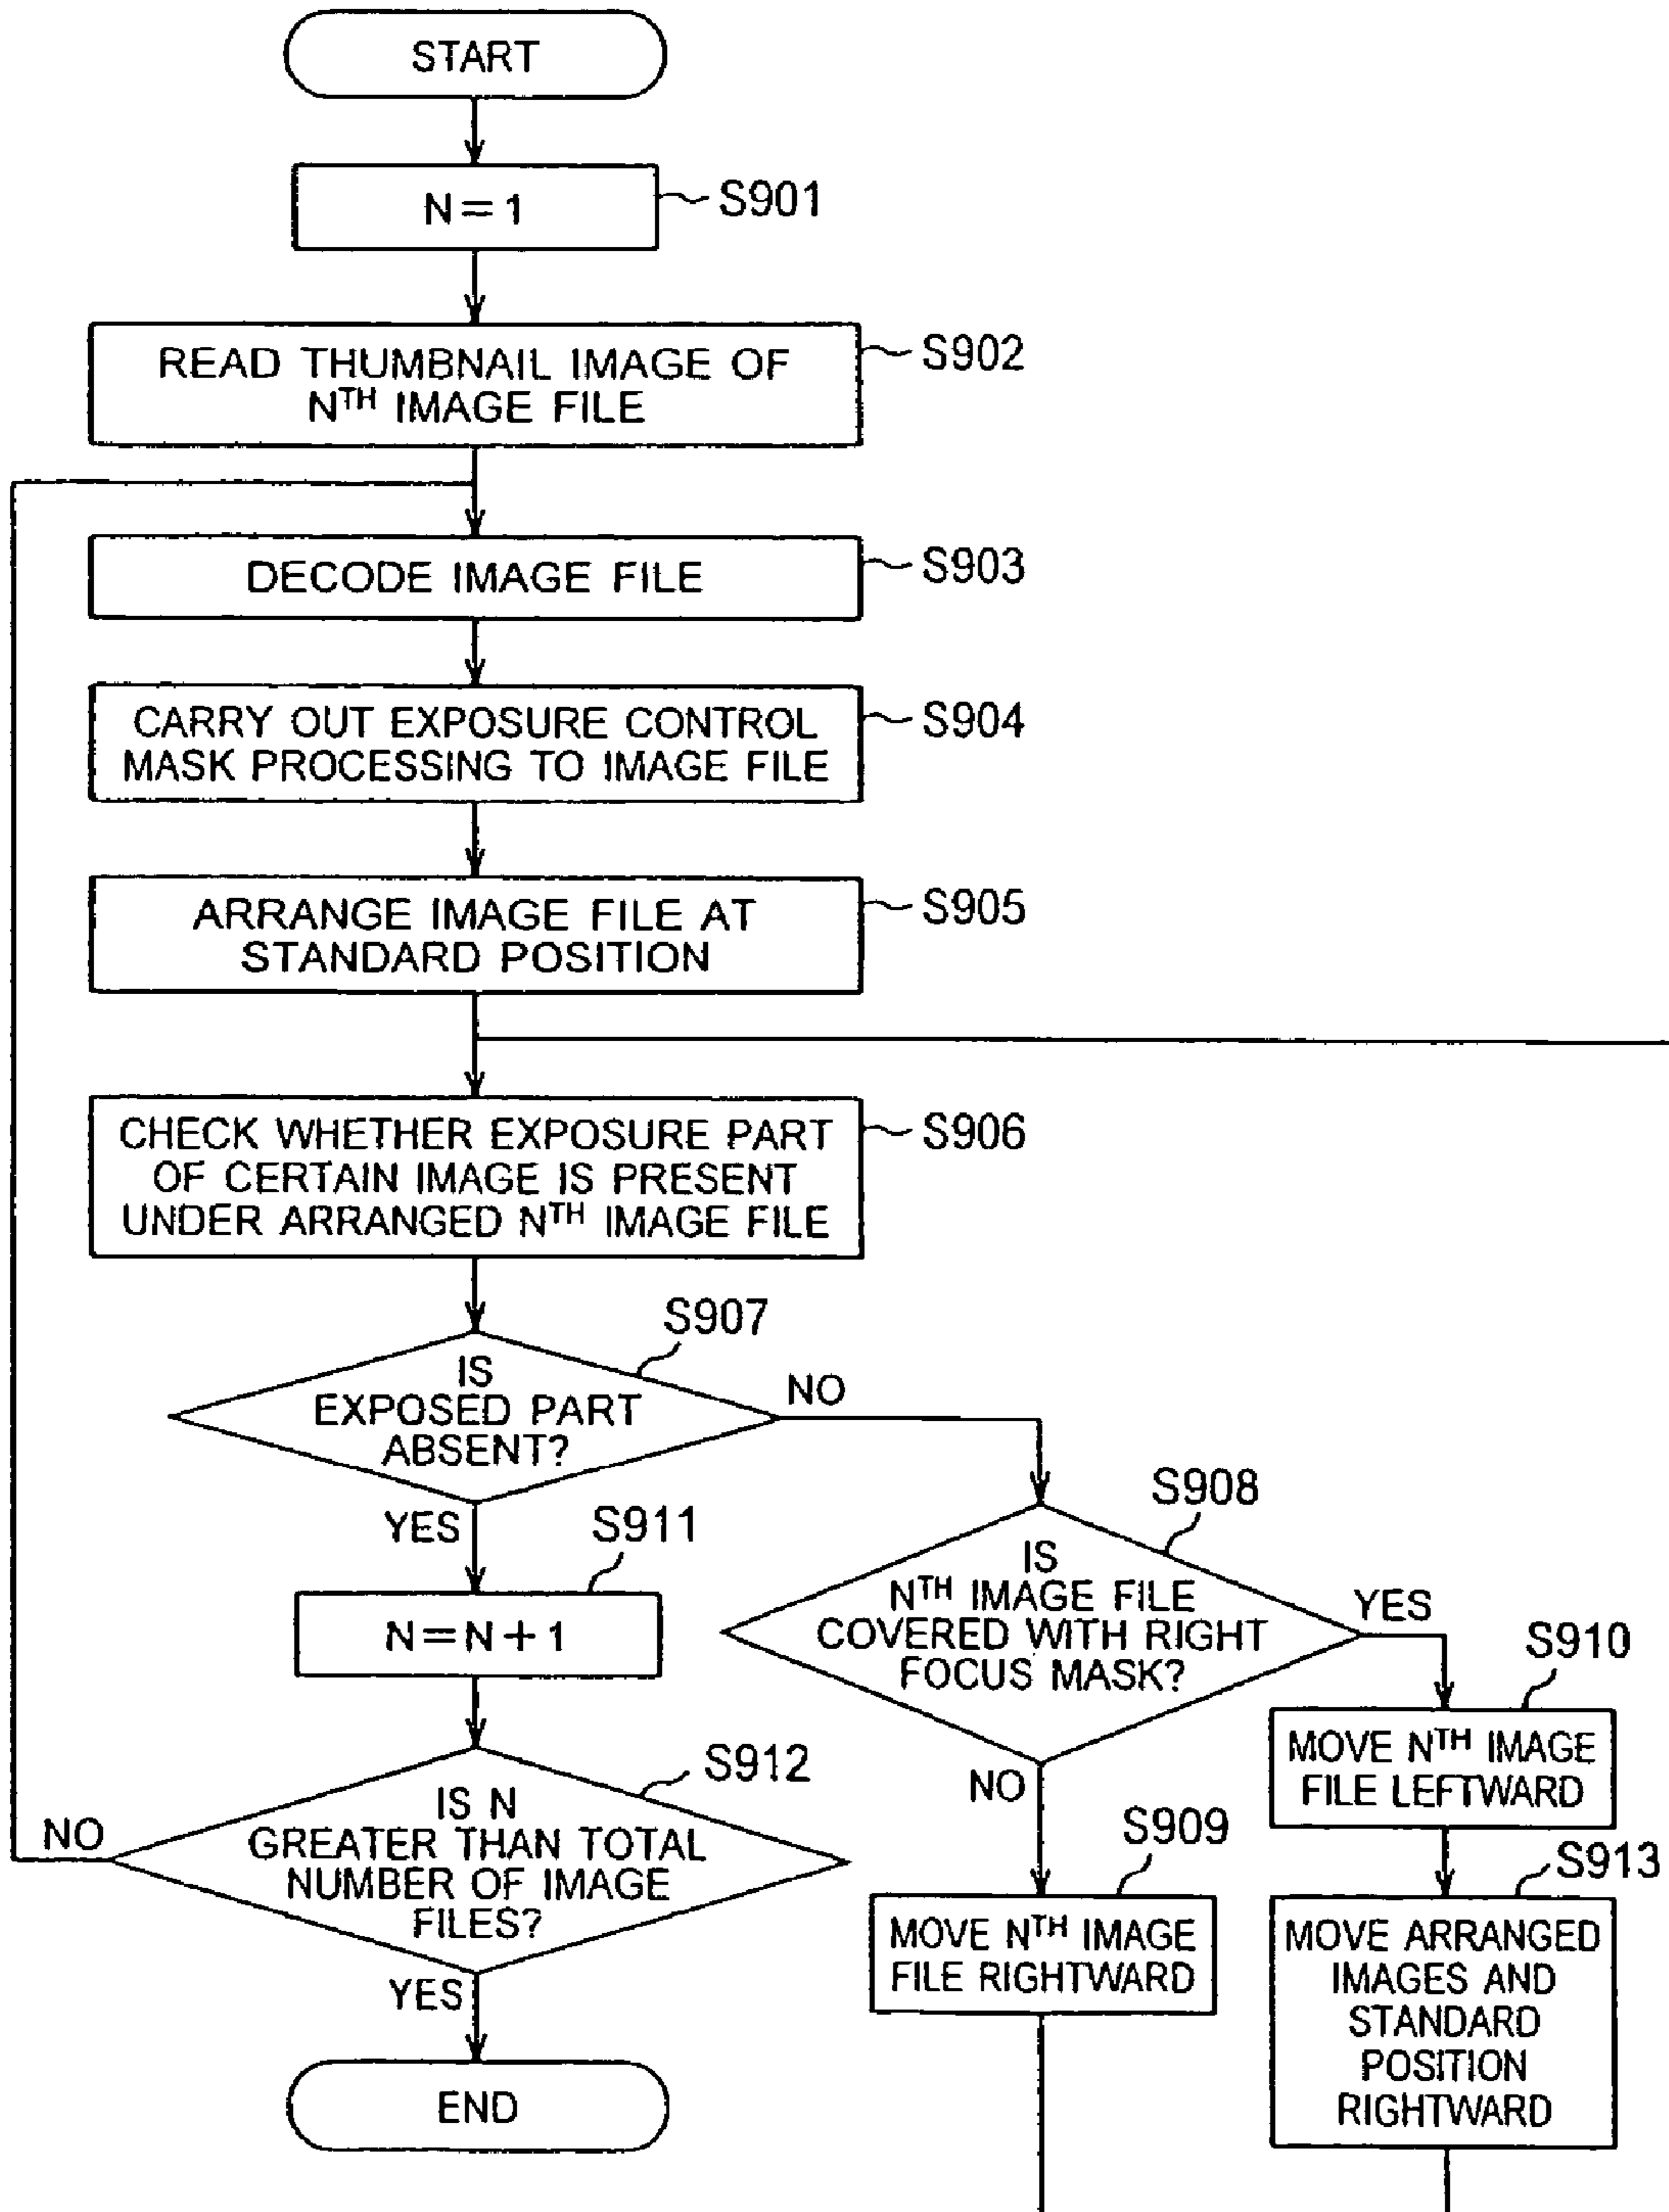 START
N=1
S901
READ THUMBNAIL IMAGE OF
NTH IMAGE FILE
S902
DECODE IMAGE FILE
S903
CARRY OUT EXPOSURE CONTROL
MASK PROCESSING TO IMAGE FILE
S904
ARRANGE IMAGE FILE AT
STANDARD POSITION
S905
CHECK WHETHER EXPOSURE PART
OF CERTAIN IMAGE IS PRESENT
UNDER ARRANGED NTH IMAGE FILE
S906
S907
IS
EXPOSED PART
ABSENT?
NO
YES
S908
IS
NTH IMAGE FILE
COVERED WITH RIGHT
FOCUS MASK?
YES
NO
S911
N=N+1
S910
MOVE NTH IMAGE
FILE LEFTWARD
S912
IS N
GREATER THAN TOTAL
NUMBER OF IMAGE
FILES?
NO
YES
S909
MOVE NTH IMAGE
FILE RIGHTWARD
S913
MOVE ARRANGED
IMAGES AND
STANDARD
POSITION
RIGHTWARD
END